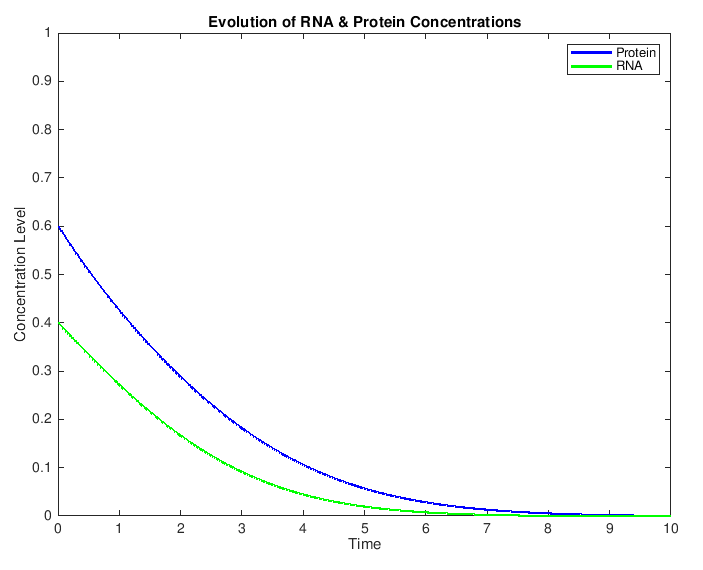 Evolution of RNA & Protein Concentrations
Protein
RNA
Concentration Level
1
0.9
0.8
0.7
0.6
0.5
0.4
0.3
0.2
0.1
0
0 1 2 3 4 5 6 7 8 9 10
Time